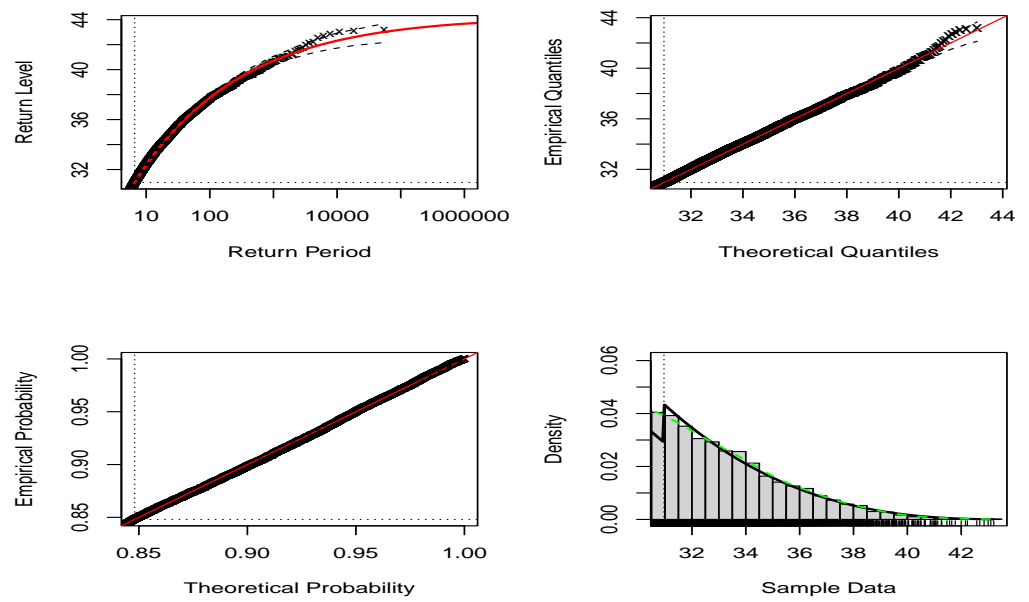 Return Level
32 36 40 44
10 100 10000 1000000
Return Period
Empirical Quantiles
32 36 40 44
32 34 36 38 40 42 44
Theoretical Quantiles
Empirical Probability
0.85 0.90 0.95 1.00
0.85 0.90 0.95 1.00
Theoretical Probability
Density
0.00 0.02 0.04 0.06
32 34 36 38 40 42
Sample Data